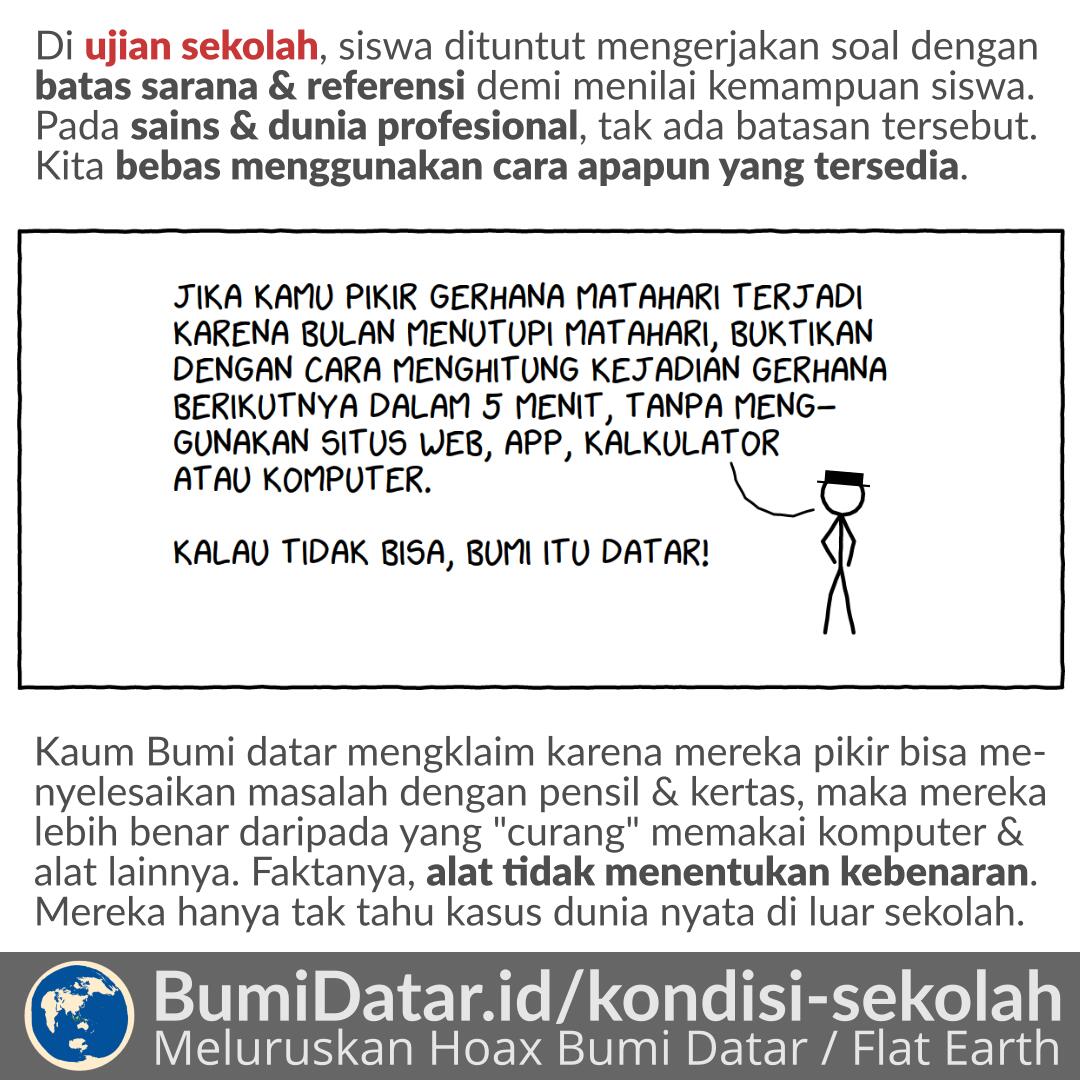 Di ujian sekolah, siswa dituntut mengerjakan soal dengan
batas sarana & referensi demi menilai kemampuan siswa.
Pada sains & dunia profesional, tak ada batasan tersebut.
Kita bebas menggunakan cara apapun yang tersedia.
JIKA KAMU PIKIR GERHANA MATAHARI TERJADI
KARENA BULAN MENUTUPI MATAHARI, BUKTIKAN
DENGAN CARA MENGHITUNG KEJADIAN GERHANA
BERIKUTNYA DALAM 5 MENIT, TANPA MENG-
GUNAKAN SITUS WEB, APP, KALKULATOR
ATAU KOMPUTER.
KALAU TIDAK BISA, BUMI ITU DATAR!
Kaum Bumi datar mengklaim karena mereka pikir bisa me-
nyelesaikan masalah dengan pensil & kertas, maka mereka
lebih benar daripada yang "curang" memakai komputer &
alat lainnya. Faktanya, alat tidak menentukan kebenaran.
Mereka hanya tak tahu kasus dunia nyata di luar sekolah.
BumiDatar.id/kondisi-sekolah
Meluruskan Hoax Bumi Datar / Flat Earth